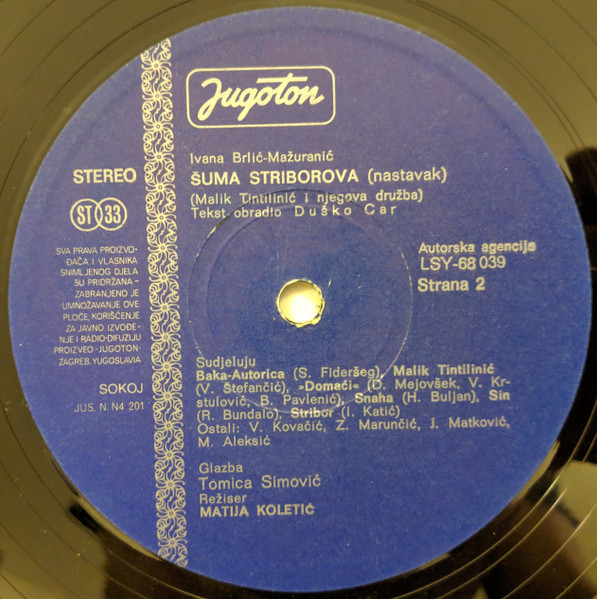 Jugoton
Ivana Brlić-Mažuranić
ŠUMA STRIBOROVA (nastavak)
(Malik Tintilinić i njegova družba)
Tekst obradio Duško Car
STEREO
ST 33
SVA PRAVA PROIZVO-
ĐAČA I VLASNIKA
SNIMLJENOG DJELA
SU PRIDRŽANA -
ZABRANJENO JE
UMNOŽAVANJE OVE
PLOČE, KORIŠĆENJE
ZA JAVNO IZVOĐE-
NJE I RADIO-DIFUZIJU
PROIZVEO »JUGOTON«
ZAGREB, YUGOSLAVIA
SOKOJ
JUS. N. N4 201
Autorska agencija
LSY-68 039
Strana 2
Sudjeluju
Baka-Autorica (S. Fideršeg), Malik Tintilinić
(V. Štefančić), »Domaći« (D. Mejovšek, V. Kr-
stulović, B. Pavlenić), Snaha (H. Buljan), Sin
(R. Bundalo), Stribor (I. Katić)
Ostali: V. Kovačić, Z. Marunčić, J. Matković,
M. Aleksić
Glazba
Tomica Simović
Režiser
MATIJA KOLETIĆ